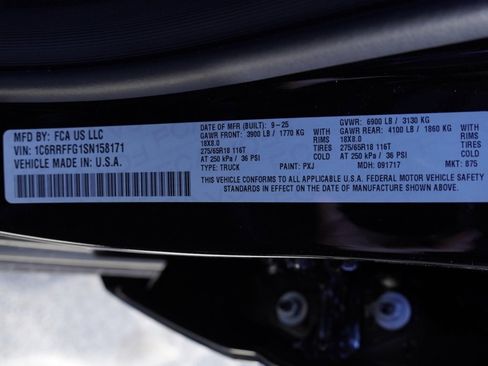 MFD BY: FCA US LLC
VIN: 1C6RRFFG1SN158171
VEHICLE MADE IN: U.S.A.
DATE OF MFR (BUILT): 9-25
GAWR FRONT: 3900 LB / 1770 KG WITH
18X8.0 RIMS
275/65R18 116T TIRES
AT 250 kPa / 36 PSI COLD
TYPE: TRUCK PAINT: PXJ
GVWR: 6900 LB / 3130 KG
GAWR REAR: 4100 LB / 1860 KG WITH
18X8.0 RIMS
275/65R18 116T TIRES
AT 250 kPa / 36 PSI COLD
MDH: 091717 MKT: 875
THIS VEHICLE CONFORMS TO ALL APPLICABLE U.S.A. FEDERAL MOTOR VEHICLE SAFETY
STANDARDS IN EFFECT ON THE DATE OF MANUFACTURE SHOWN ABOVE.